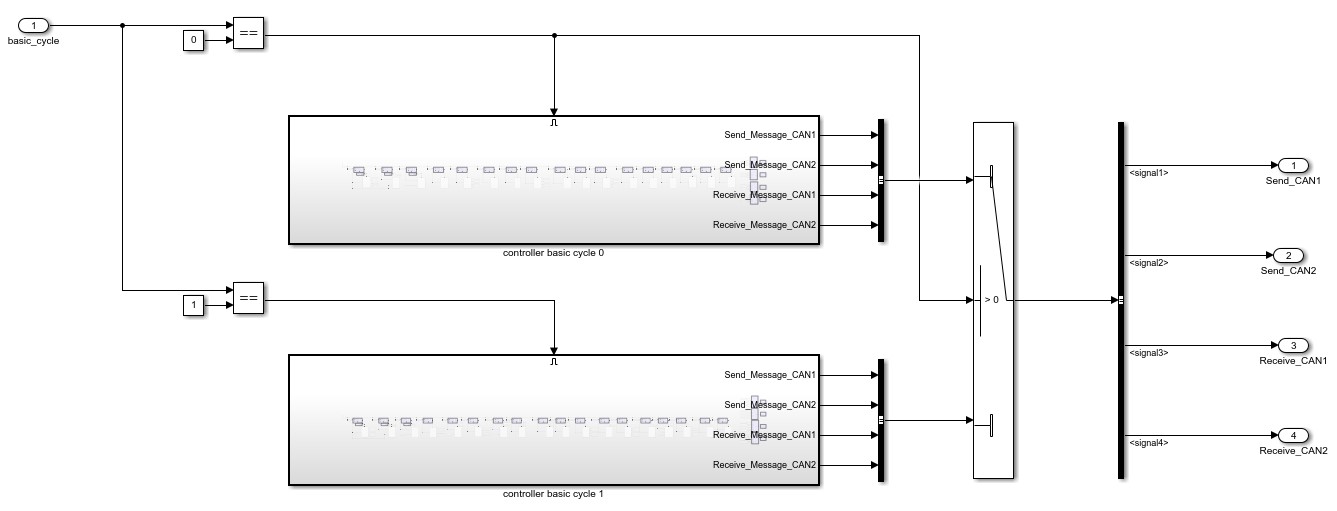 1
basic_cycle
0
==
Send_Message_CAN1
Send_Message_CAN2
Receive_Message_CAN1
Receive_Message_CAN2
controller basic cycle 0
1
==
Send_Message_CAN1
Send_Message_CAN2
Receive_Message_CAN1
Receive_Message_CAN2
controller basic cycle 1
> 0
<signal1>
1
Send_CAN1
<signal2>
2
Send_CAN2
<signal3>
3
Receive_CAN1
<signal4>
4
Receive_CAN2